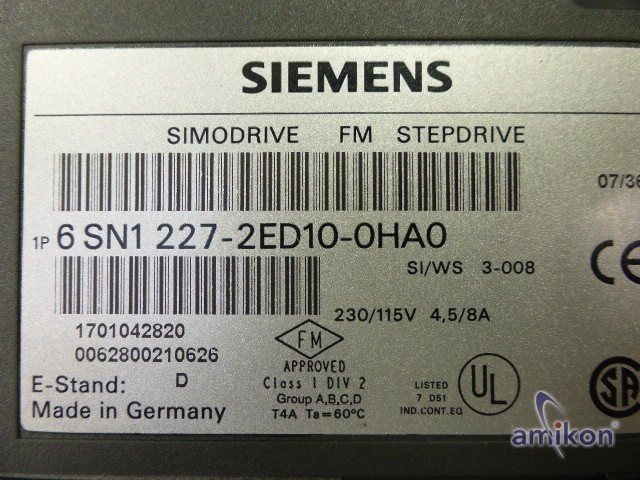 SIEMENS
SIMODRIVE FM STEPDRIVE
07/36
1P 6 SN1 227-2ED10-0HA0
SI/WS 3-008
CE
230/115V 4,5/8A
1701042820
0062800210626
FM
APPROVED
Class I DIV 2
Group A,B,C,D
T4A Ta=60°C
E-Stand: D
Made in Germany
LISTED
7 D51
IND.CONT.EQ
UL
SA
amikon